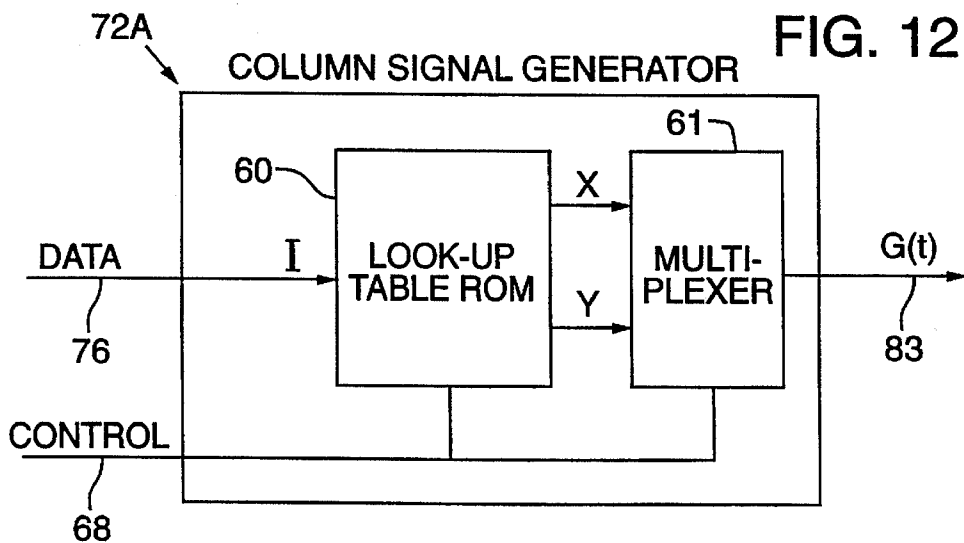 72A
FIG. 12
COLUMN SIGNAL GENERATOR
61
60
X
DATA
I
LOOK-UP
TABLE ROM
MULTI-
PLEXER
G(t)
76
Y
83
CONTROL
68